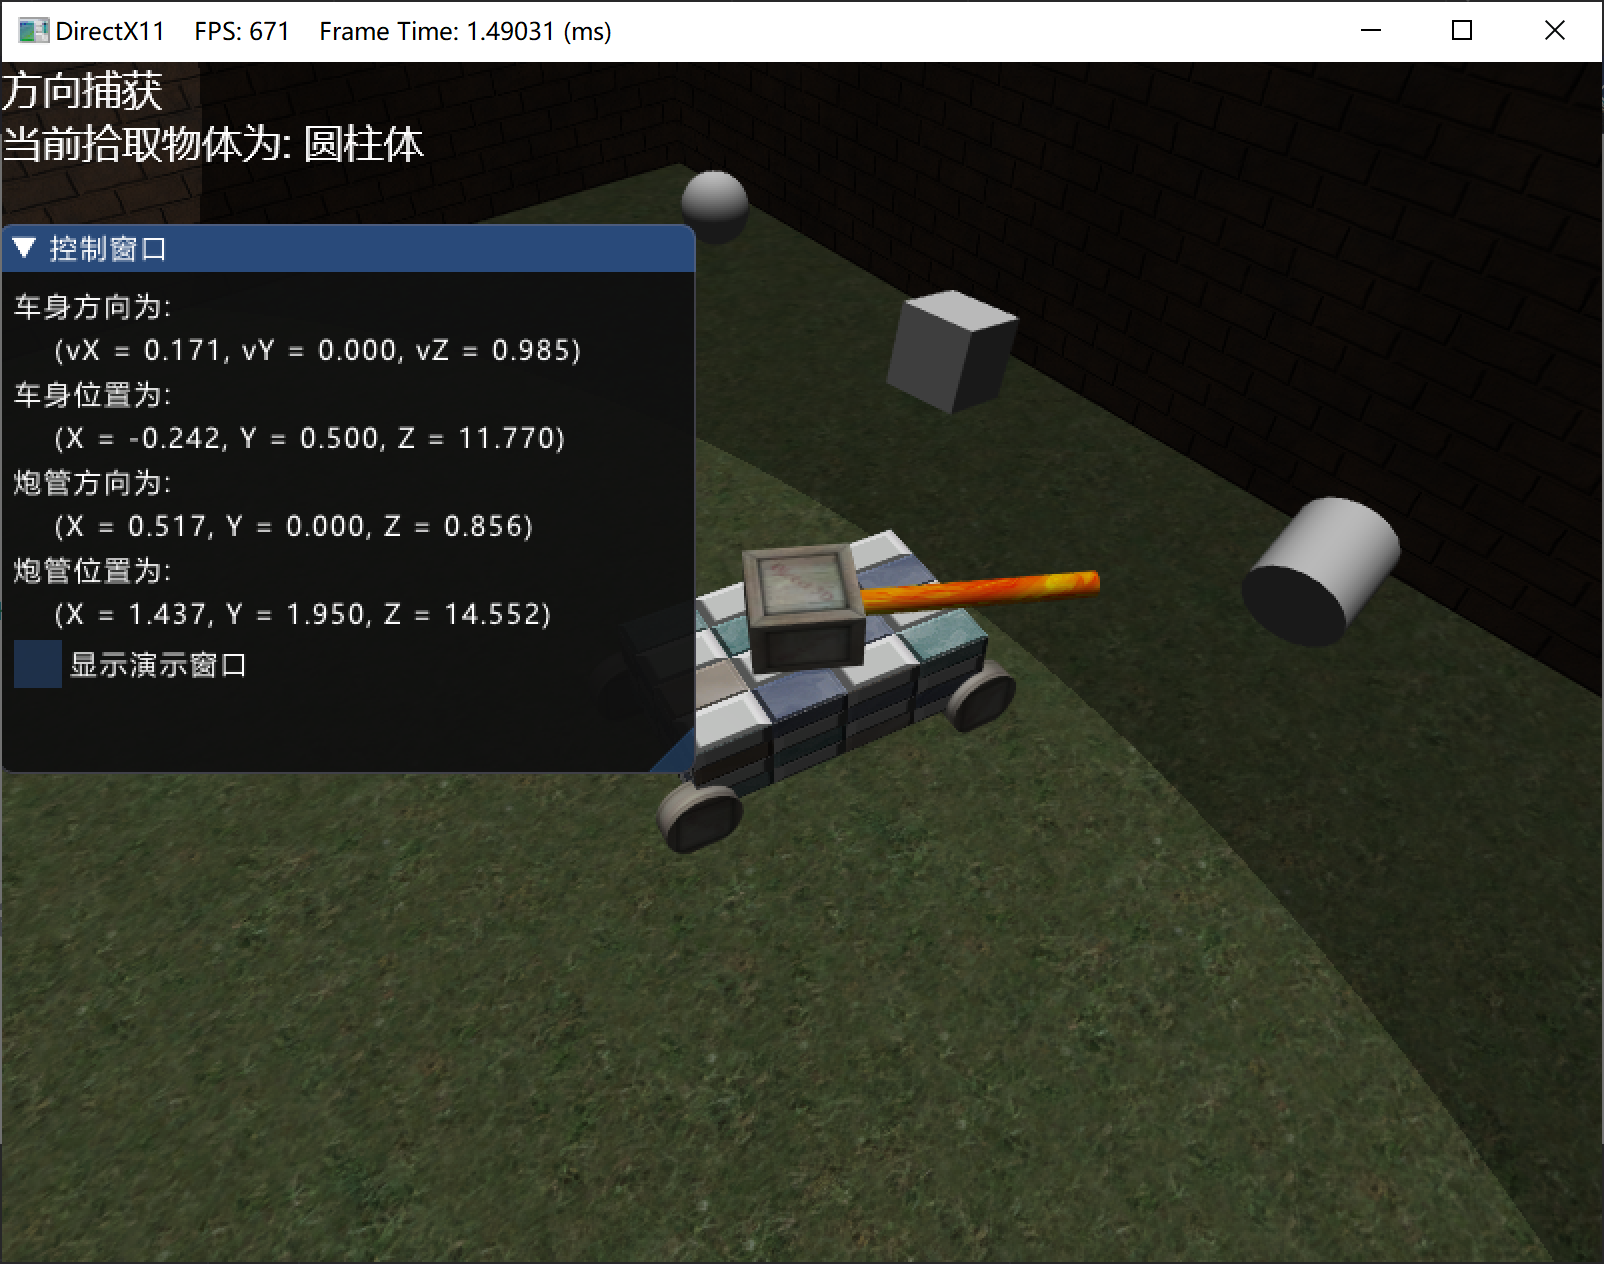 DirectX11    FPS: 671    Frame Time: 1.49031 (ms)
方向捕获
当前拾取物体为: 圆柱体
控制窗口
车身方向为:
(vX = 0.171, vY = 0.000, vZ = 0.985)
车身位置为:
(X = -0.242, Y = 0.500, Z = 11.770)
炮管方向为:
(X = 0.517, Y = 0.000, Z = 0.856)
炮管位置为:
(X = 1.437, Y = 1.950, Z = 14.552)
显示演示窗口